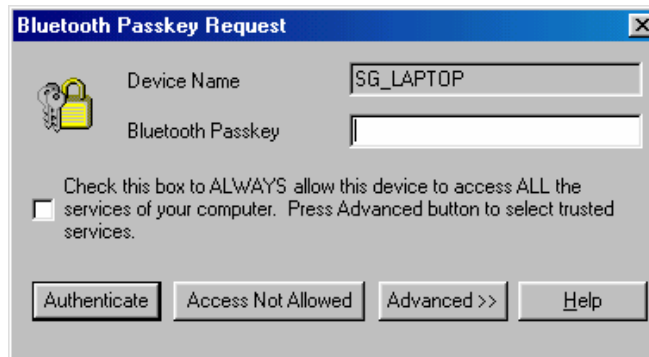 Bluetooth Passkey Request
Device Name SG_LAPTOP
Bluetooth Passkey
Check this box to ALWAYS allow this device to access ALL the
services of your computer. Press Advanced button to select trusted
services.
Authenticate Access Not Allowed Advanced >> Help